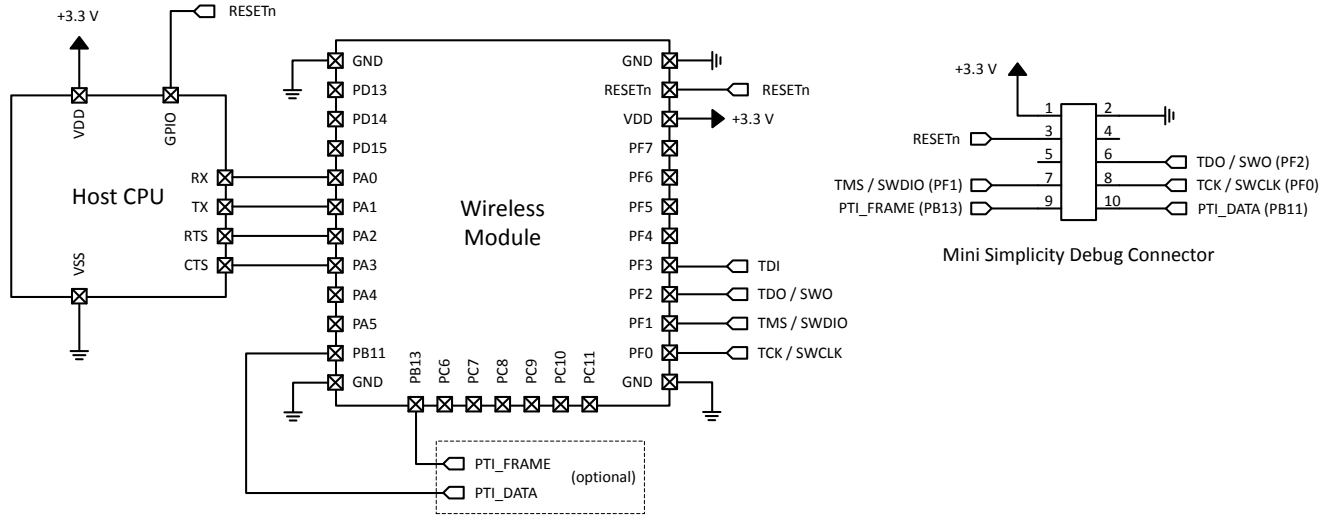 +3.3 V
RESETn
VDD
GPIO
Host CPU
RX
TX
RTS
CTS
VSS
GND
PD13
PD14
PD15
PA0
PA1
PA2
PA3
PA4
PA5
PB11
GND
Wireless
Module
PB13
PC6
PC7
PC8
PC9
PC10
PC11
GND
RESETn
VDD
PF7
PF6
PF5
PF4
PF3
PF2
PF1
PF0
GND
RESETn
+3.3 V
TDI
TDO / SWO
TMS / SWDIO
TCK / SWCLK
PTI_FRAME
(optional)
PTI_DATA
+3.3 V
1 2
RESETn 3 4
5 6 TDO / SWO (PF2)
TMS / SWDIO (PF1) 7 8 TCK / SWCLK (PF0)
PTI_FRAME (PB13) 9 10 PTI_DATA (PB11)
Mini Simplicity Debug Connector